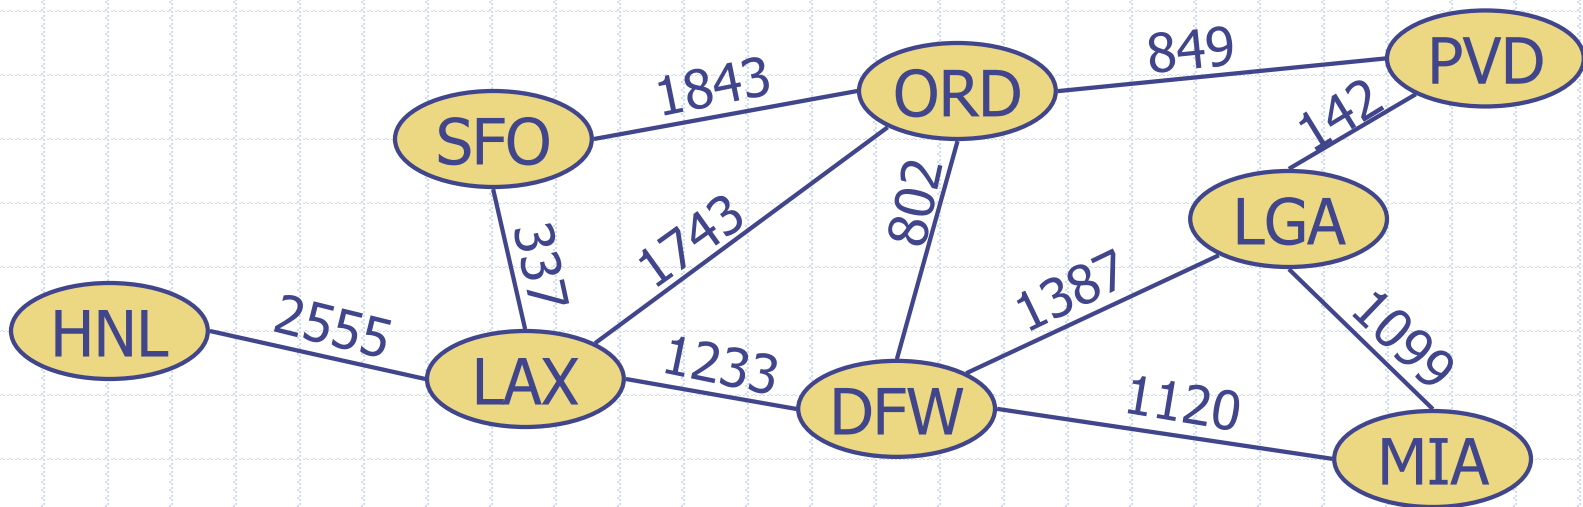 PVD
849
ORD
1843
142
SFO
802
LGA
1743
337
1387
HNL
2555
1099
LAX
1233
DFW
1120
MIA